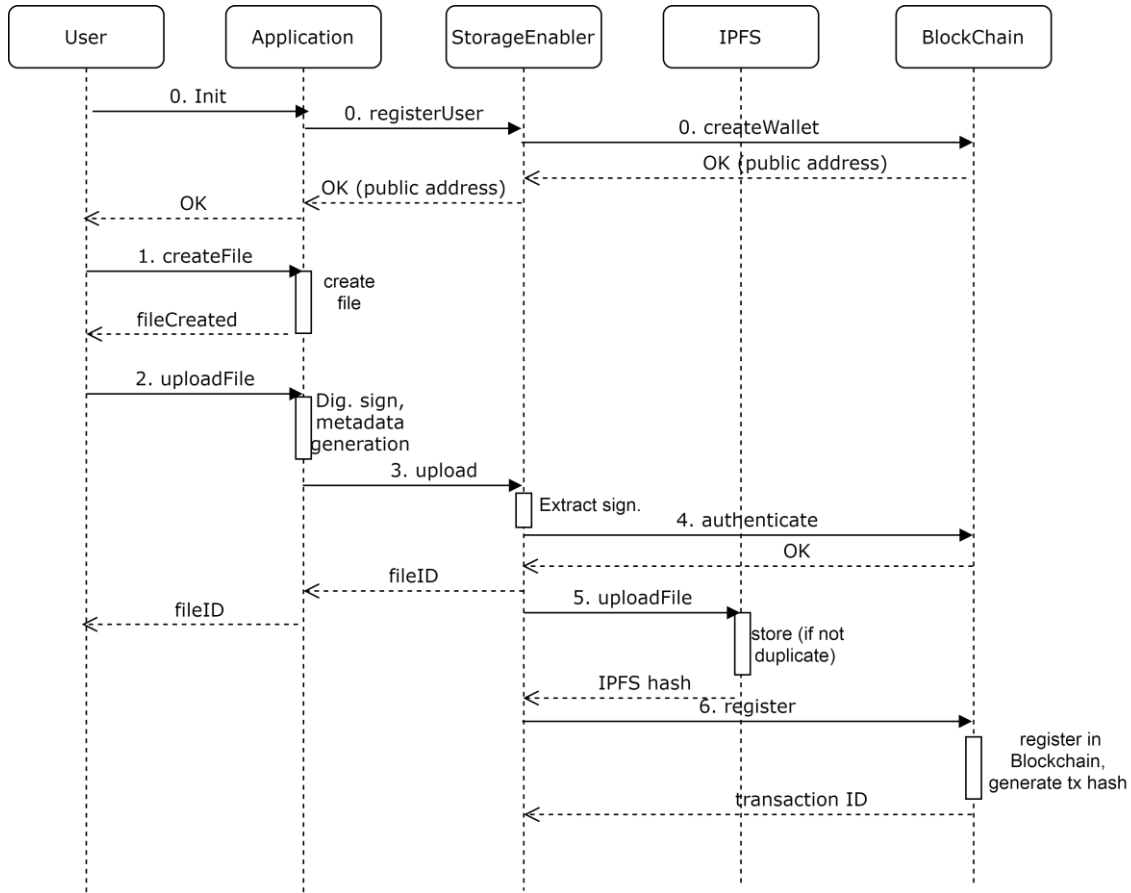 User
Application
StorageEnabler
IPFS
BlockChain
0. Init
0. registerUser
0. createWallet
OK (public address)
OK (public address)
OK
1. createFile
create
file
fileCreated
2. uploadFile
Dig. sign,
metadata
generation
3. upload
Extract sign.
4. authenticate
OK
fileID
5. uploadFile
fileID
store (if not
duplicate)
IPFS hash
6. register
register in
Blockchain,
generate tx hash
transaction ID